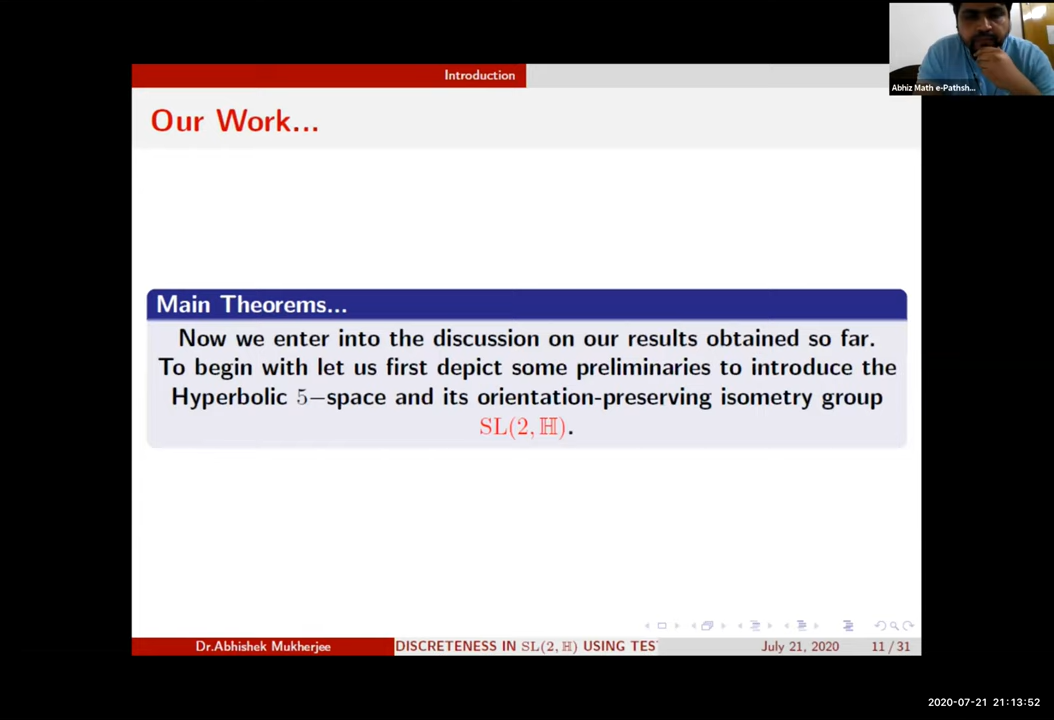 Introduction
Abhiz Math e-Pathsh...
Our Work...
Main Theorems...
Now we enter into the discussion on our results obtained so far.
To begin with let us first depict some preliminaries to introduce the
Hyperbolic 5−space and its orientation-preserving isometry group
SL(2, ℍ).
Dr.Abhishek Mukherjee
DISCRETENESS IN SL(2, ℍ) USING TES
July 21, 2020
11 / 31
2020-07-21 21:13:52